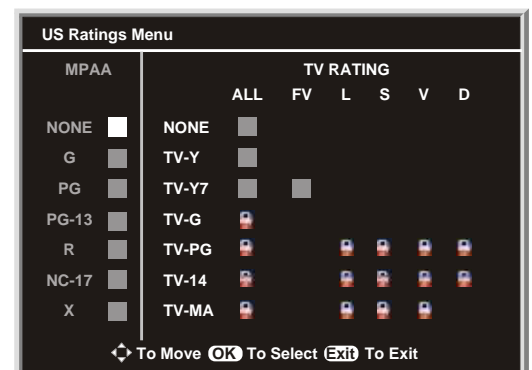 US Ratings Menu
MPAA
TV RATING
ALL FV L S V D
NONE NONE
G TV-Y
PG TV-Y7
PG-13 TV-G
R TV-PG
NC-17 TV-14
X TV-MA
To Move OK To Select Exit To Exit